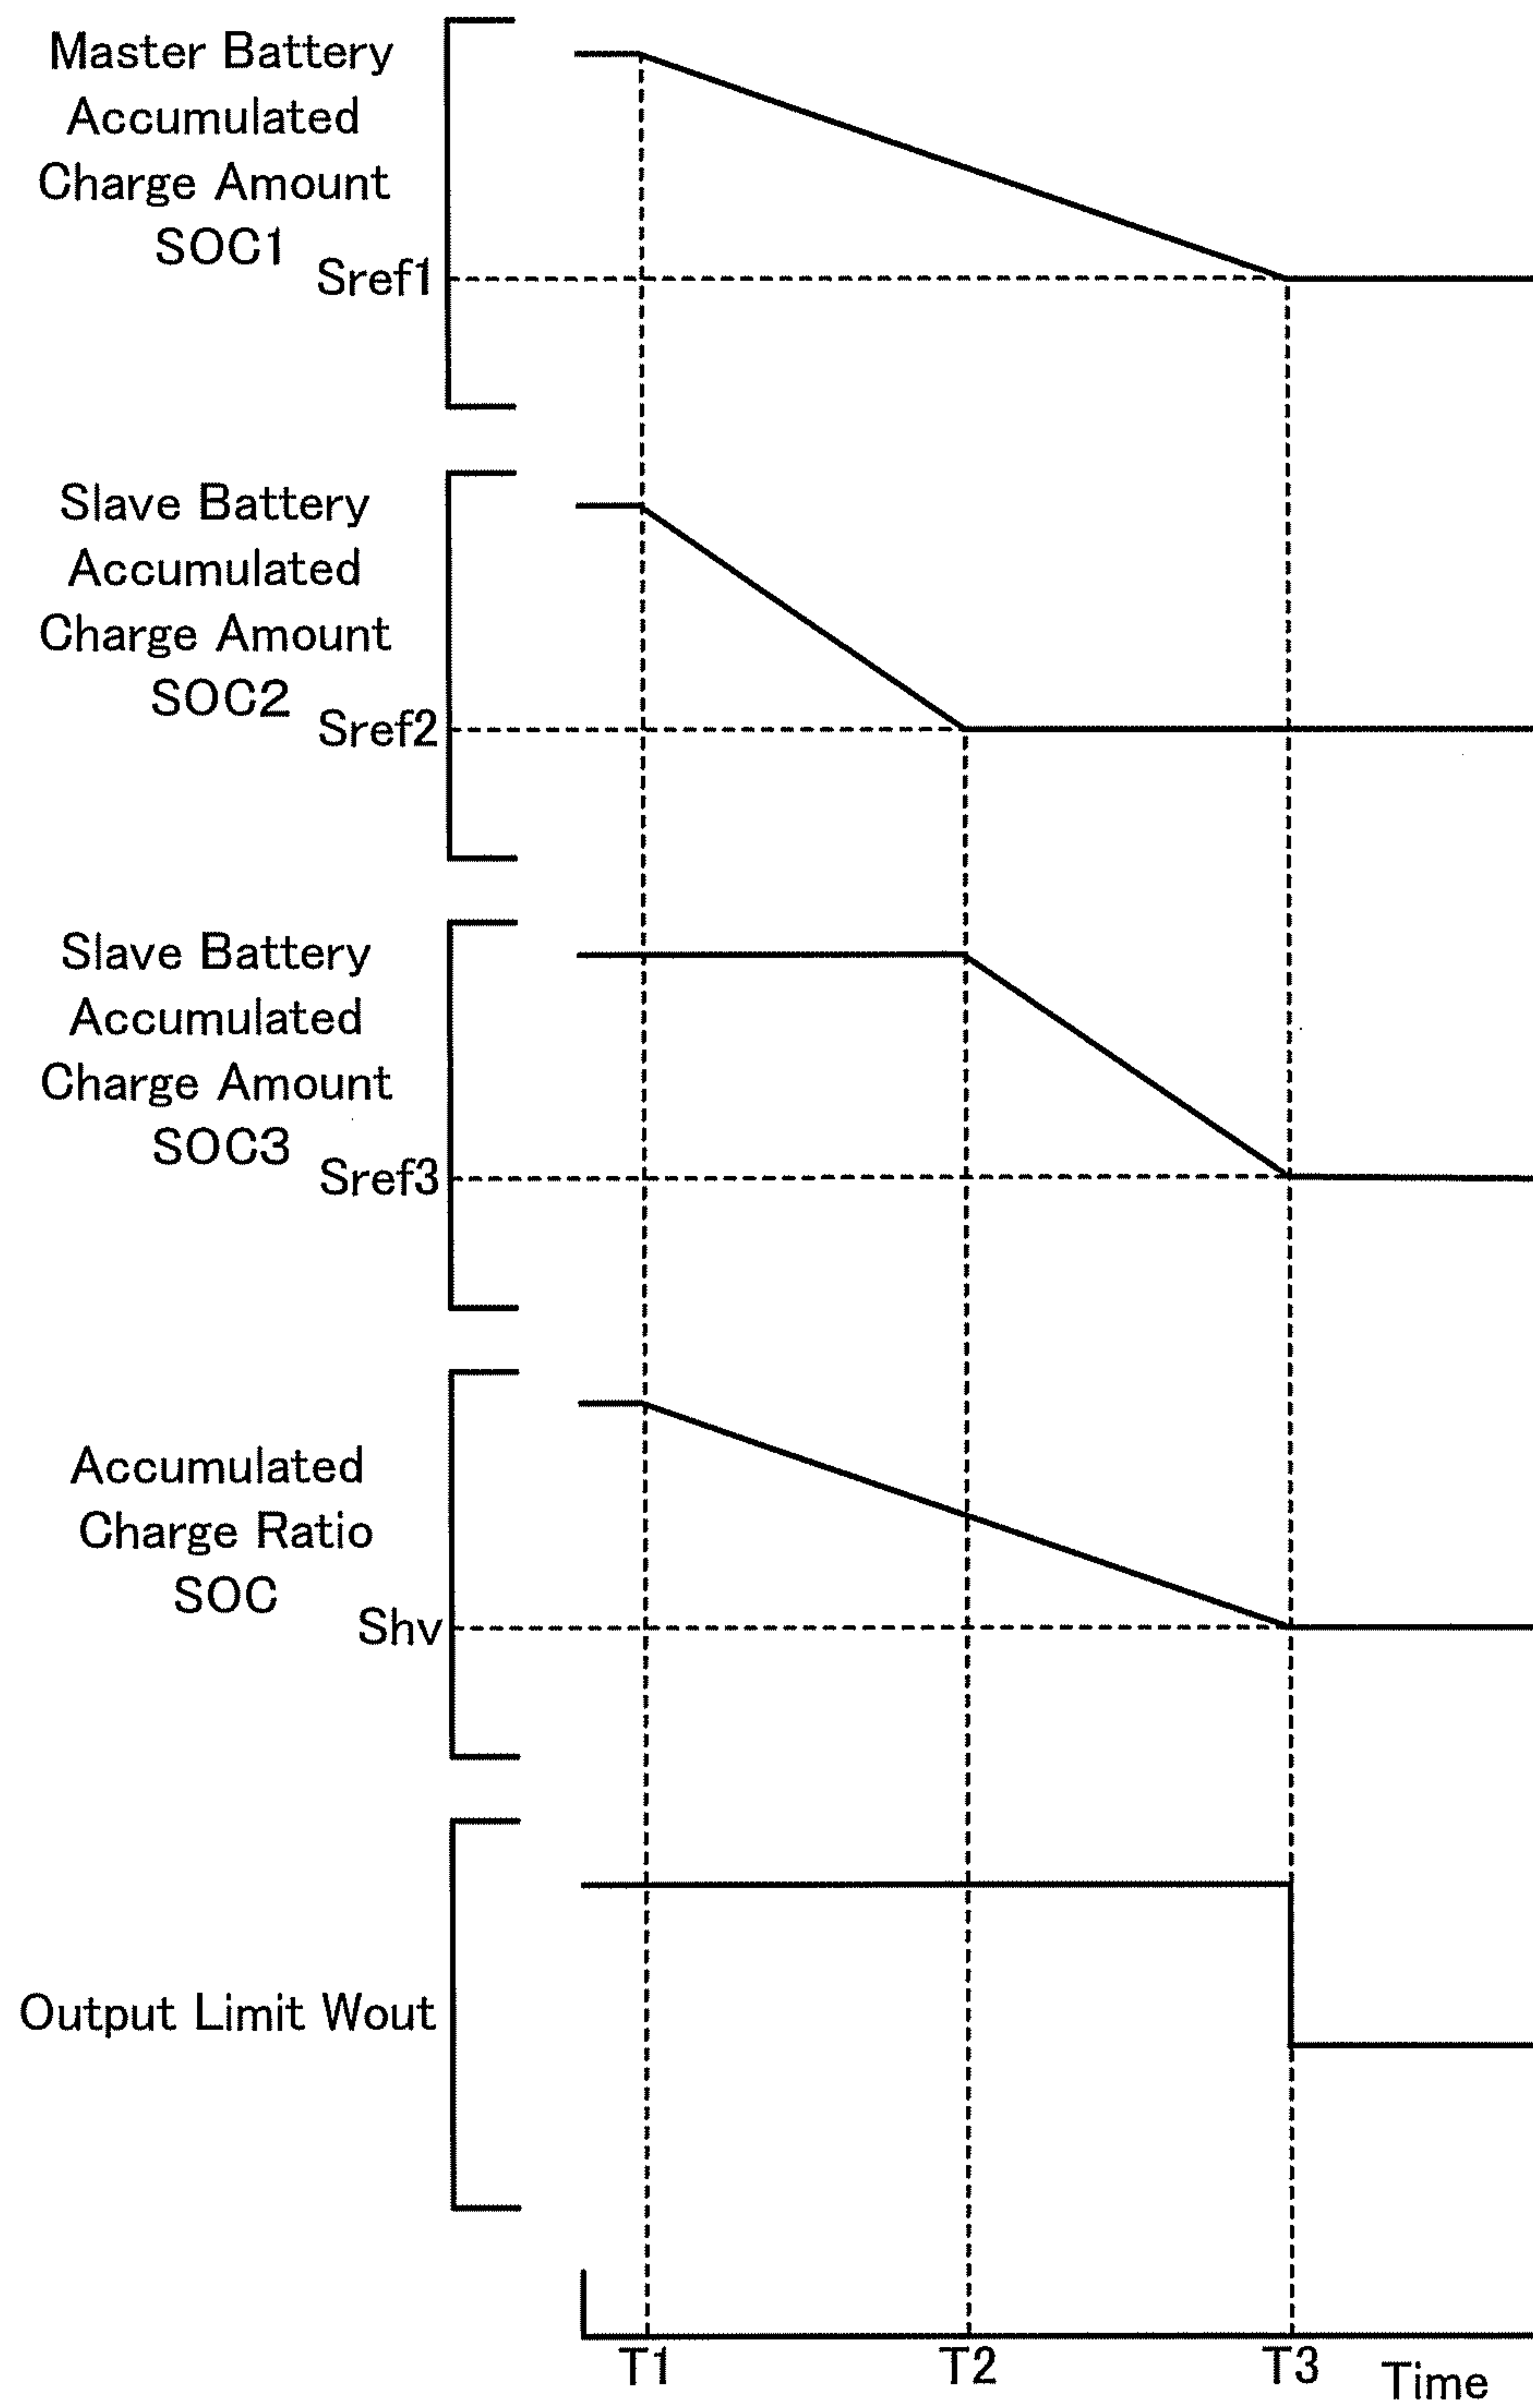 Master Battery
Accumulated
Charge Amount
SOC1
Sref1
Slave Battery
Accumulated
Charge Amount
SOC2
Sref2
Slave Battery
Accumulated
Charge Amount
SOC3
Sref3
Accumulated
Charge Ratio
SOC
Shv
Output Limit Wout
T1 T2 T3 Time